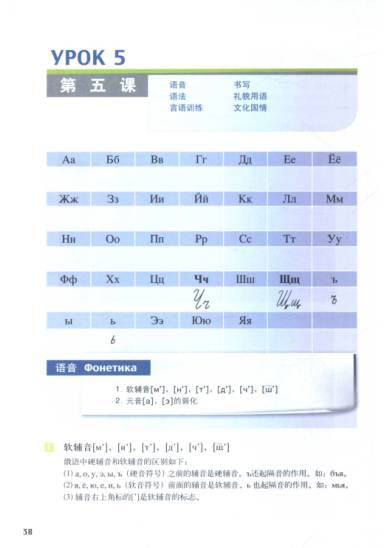 УРОК 5
第 五 课
语音 书写
语法 礼貌用语
言语训练 文化国情
Аа Бб Вв Гг Дд Ее Ёё
Жж Зз Ии Йй Кк Лл Мм
Нн Оо Пп Рр Сс Тт Уу
Фф Хх Цц Чч Шш Щщ ъ
Чч Щщ ъ
ы ь Ээ Юю Яя
ь
语音 Фонетика
1. 软辅音[м’], [н’], [т’], [д’], [ч’], [ш̅’]
2. 元音[а], [э]的弱化
1 软辅音[м’], [н’], [т’], [д’], [ч’], [ш̅’]
俄语中硬辅音和软辅音的区别如下:
(1) а, о, у, э, ы, ъ (硬音符号) 之前的辅音是硬辅音。ъ还起隔音的作用。如: бъя。
(2) я, ё, ю, е, и, ь (软音符号) 前面的辅音是软辅音。ь 也起隔音的作用。如: мья。
(3) 辅音右上角标的[’]是软辅音的标志。
38